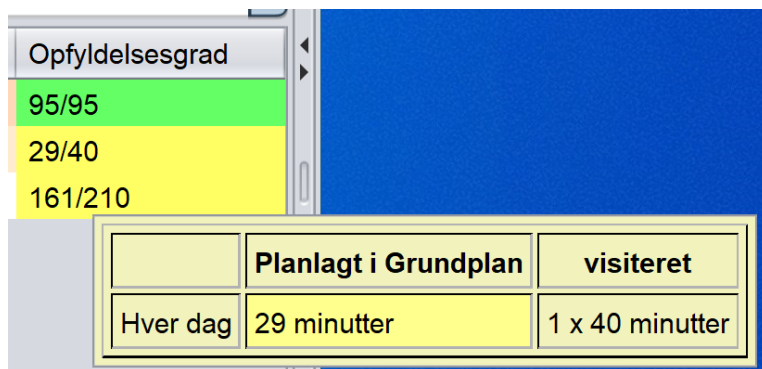 Opfyldelsesgrad
95/95
29/40
161/210
Planlagt i Grundplan visiteret
Hver dag 29 minutter 1 x 40 minutter